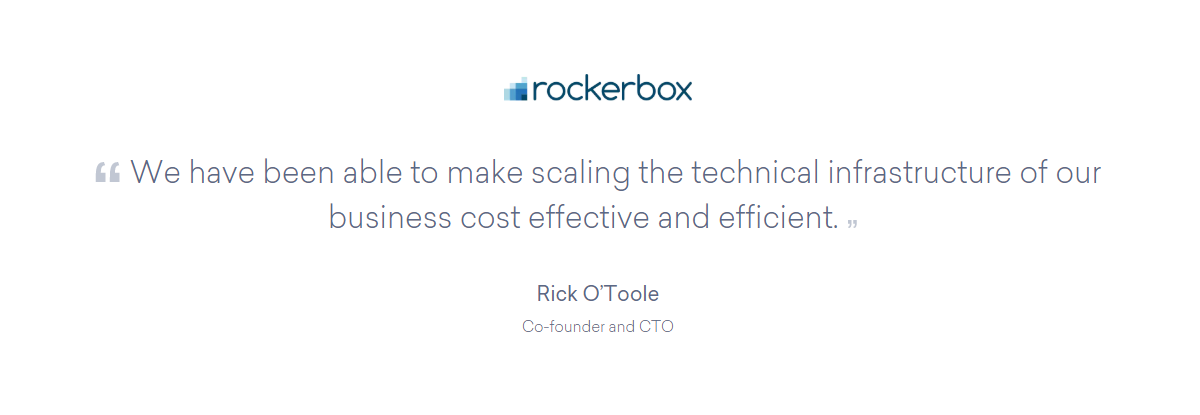 rockerbox
“ We have been able to make scaling the technical infrastructure of our
business cost effective and efficient. ”
Rick O’Toole
Co-founder and CTO